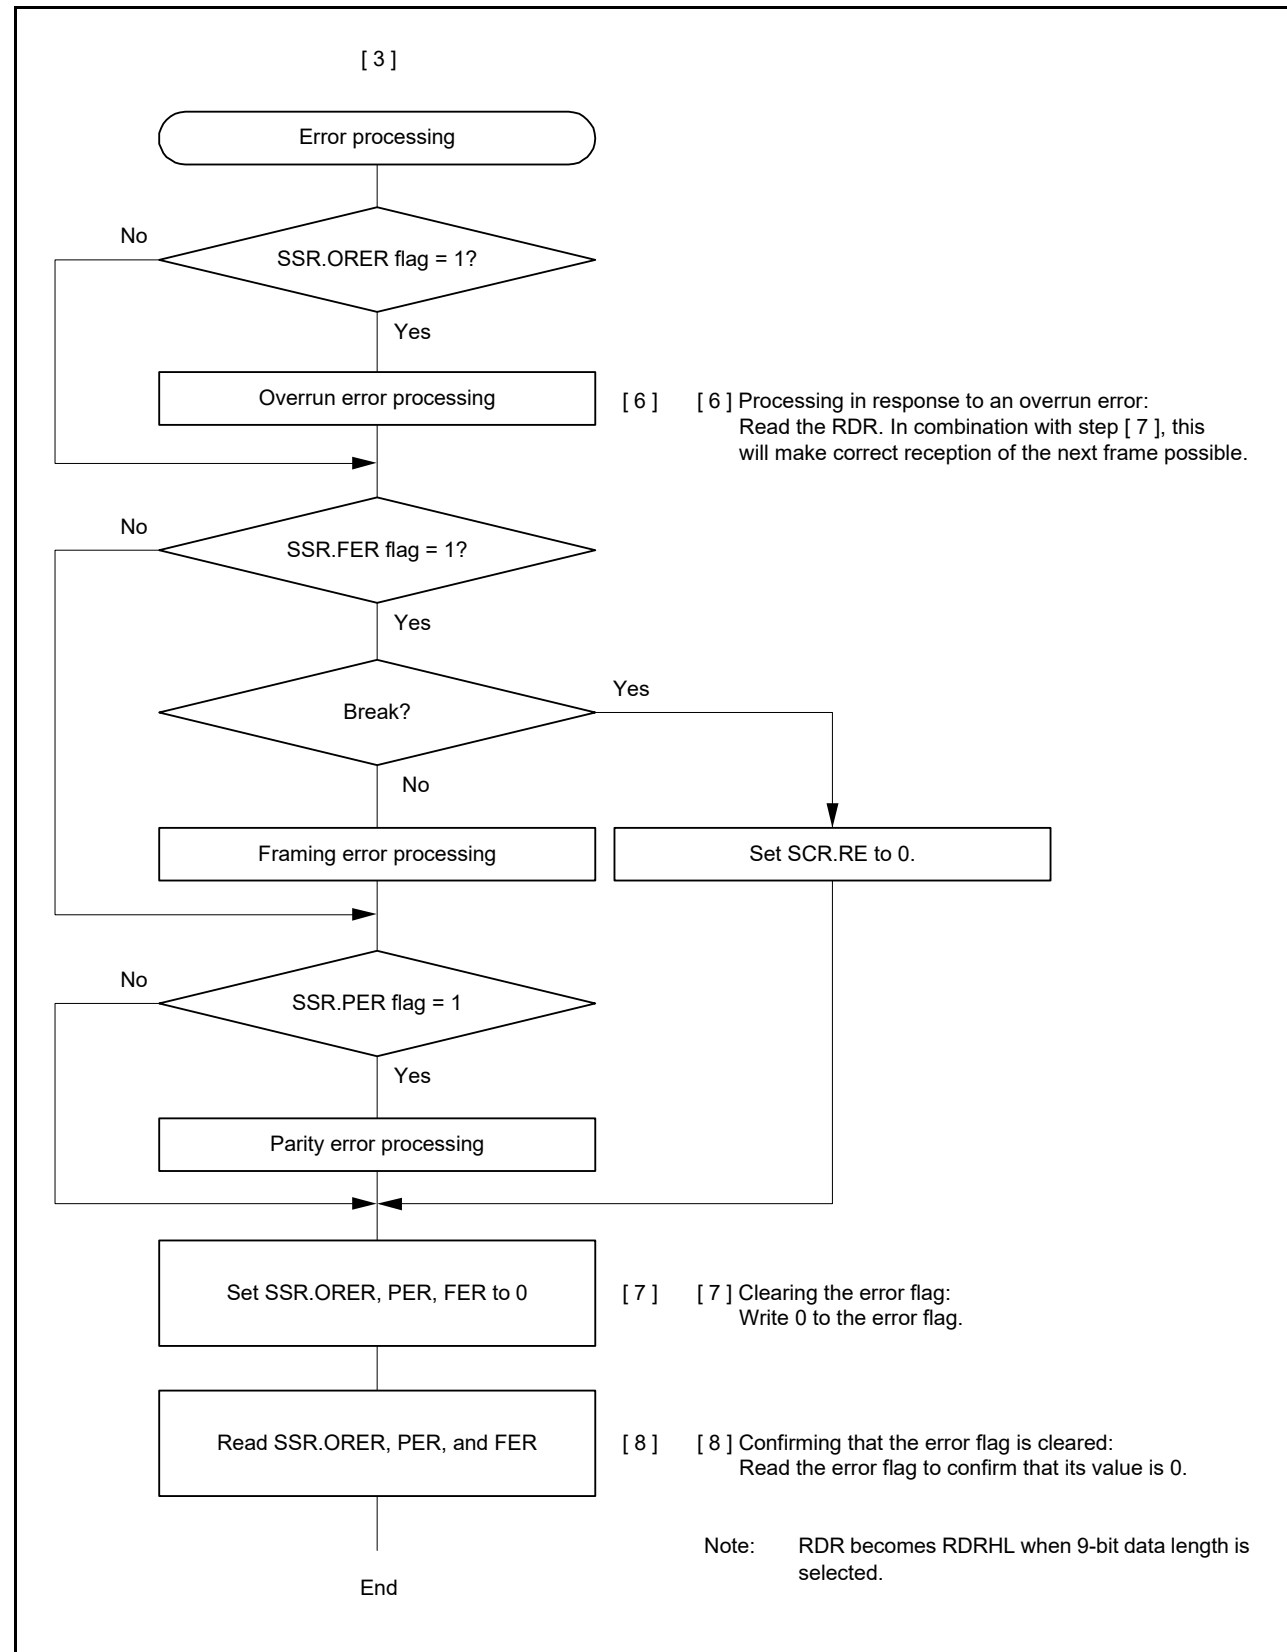 [ 3 ]
Error processing
No
SSR.ORER flag = 1?
Yes
Overrun error processing
[ 6 ]
[ 6 ] Processing in response to an overrun error:
Read the RDR. In combination with step [ 7 ], this
will make correct reception of the next frame possible.
No
SSR.FER flag = 1?
Yes
Break?
Yes
No
Framing error processing
Set SCR.RE to 0.
No
SSR.PER flag = 1
Yes
Parity error processing
Set SSR.ORER, PER, FER to 0
[ 7 ]
[ 7 ] Clearing the error flag:
Write 0 to the error flag.
Read SSR.ORER, PER, and FER
[ 8 ]
[ 8 ] Confirming that the error flag is cleared:
Read the error flag to confirm that its value is 0.
Note: RDR becomes RDRHL when 9-bit data length is
selected.
End